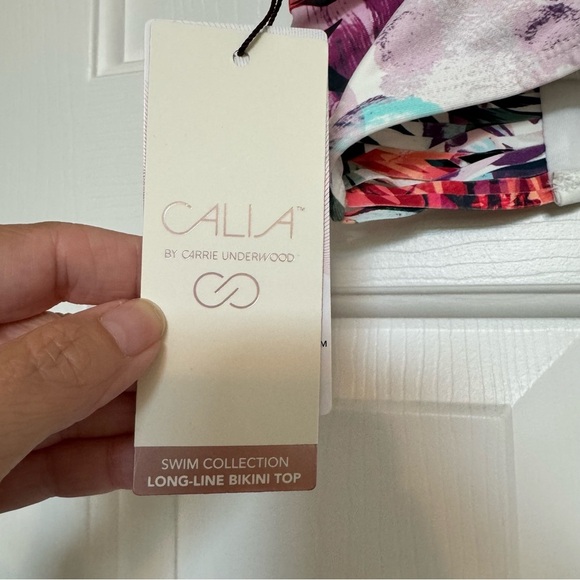 CALIA™
BY CARRIE UNDERWOOD™
M
SWIM COLLECTION
LONG-LINE BIKINI TOP